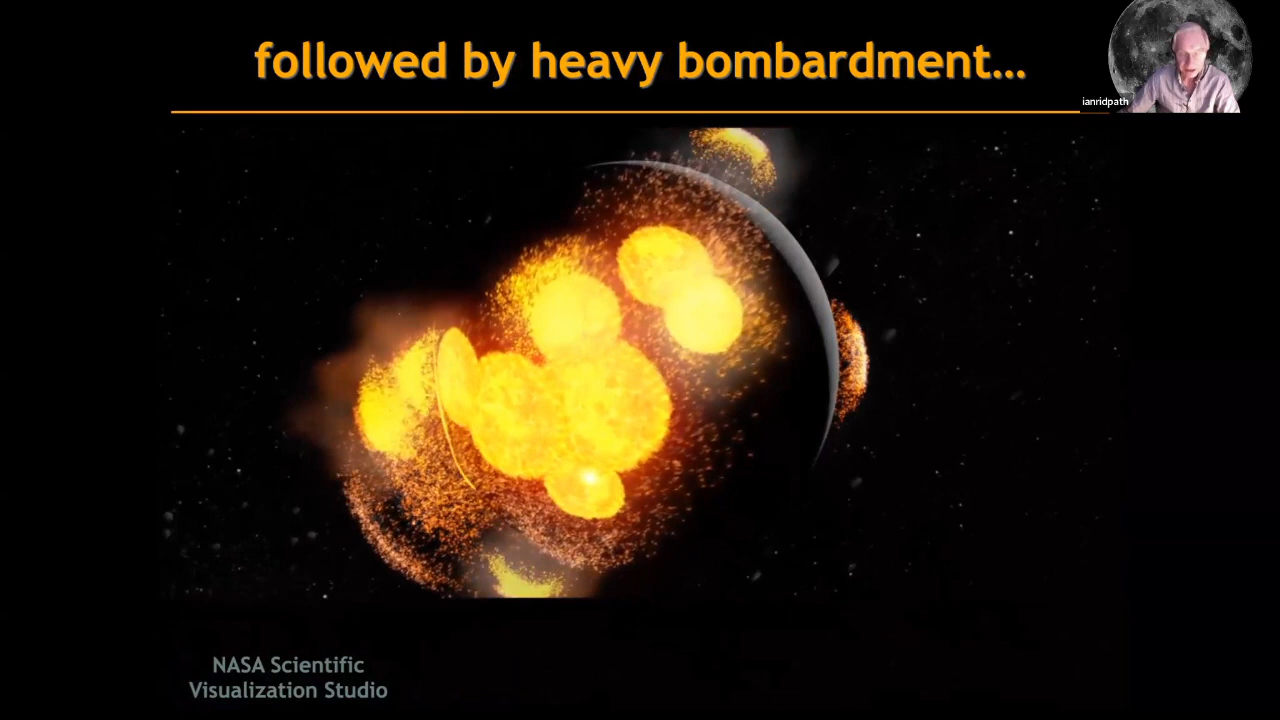 followed by heavy bombardment…
ianridpath
NASA Scientific
Visualization Studio